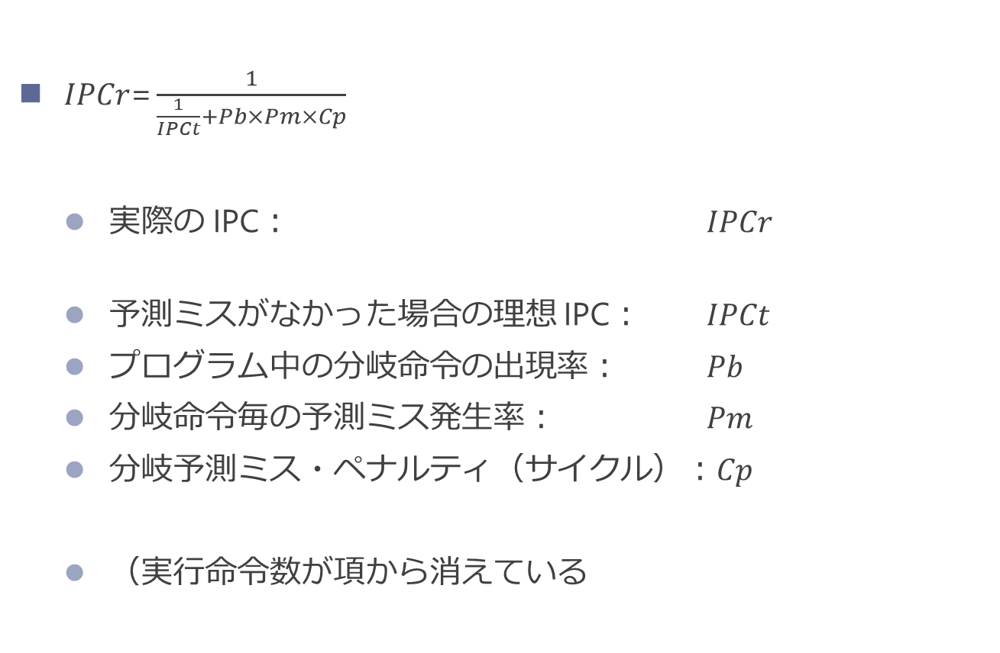 IPCr=\frac{1}{\frac{1}{IPCt}+Pb×Pm×Cp}
実際の IPC： IPCr
予測ミスがなかった場合の理想 IPC： IPCt
プログラム中の分岐命令の出現率： Pb
分岐命令毎の予測ミス発生率： Pm
分岐予測ミス・ペナルティ（サイクル）：Cp
（実行命令数が項から消えている